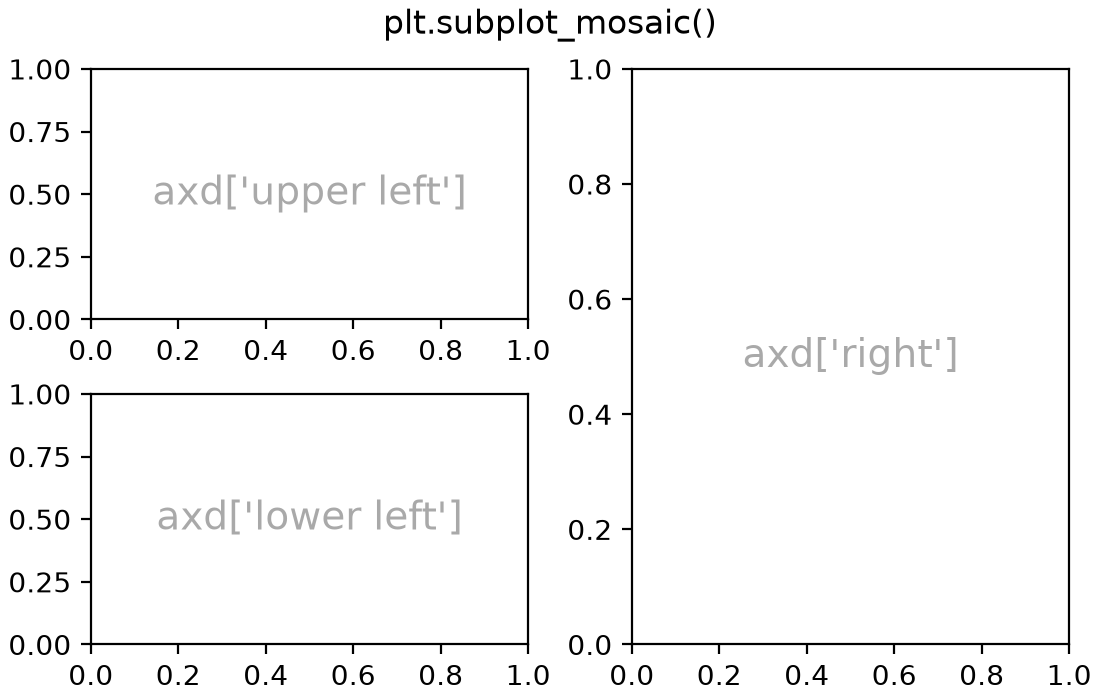 plt.subplot_mosaic()
1.00
0.75
axd['upper left']
0.50
0.25
0.00
0.0 0.2 0.4 0.6 0.8 1.0
1.00
0.75
axd['lower left']
0.50
0.25
0.00
0.0 0.2 0.4 0.6 0.8 1.0
1.0
0.8
0.6
axd['right']
0.4
0.2
0.0
0.0 0.2 0.4 0.6 0.8 1.0